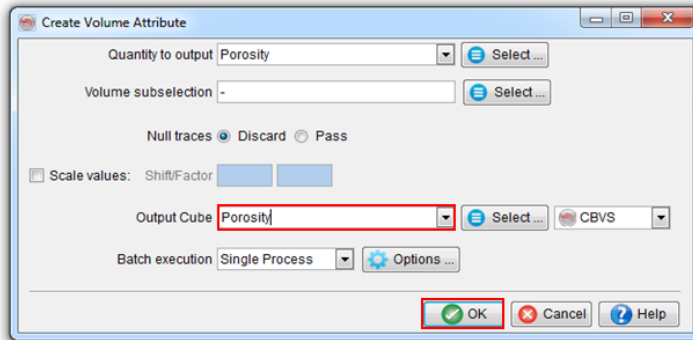 Create Volume Attribute
Quantity to output Porosity Select ...
Volume subselection - Select ...
Null traces Discard Pass
Scale values: Shift/Factor
Output Cube Porosity Select ... CBVS
Batch execution Single Process Options ...
OK Cancel Help